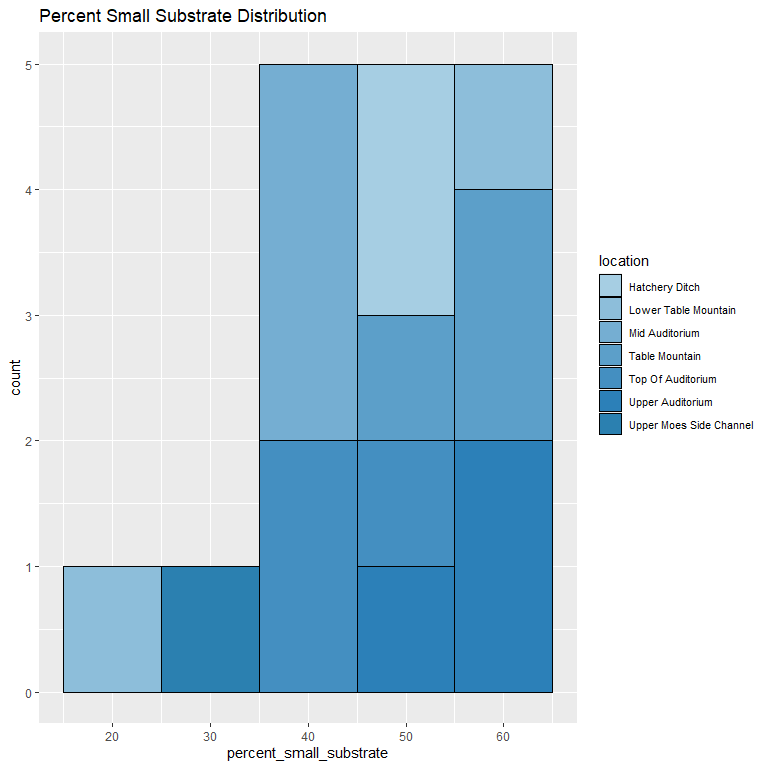 Percent Small Substrate Distribution
5
4
3
2
1
0
count
20 30 40 50 60
percent_small_substrate
location
Hatchery Ditch
Lower Table Mountain
Mid Auditorium
Table Mountain
Top Of Auditorium
Upper Auditorium
Upper Moes Side Channel